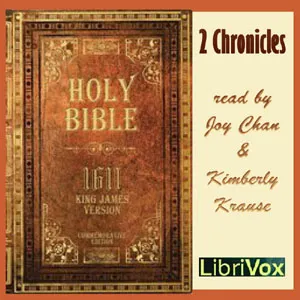 HOLY
BIBLE
1611
KING JAMES
VERSION
COMMEMORATIVE
EDITION
2 Chronicles
read by
Joy Chan
&
Kimberly
Krause
LibriVox